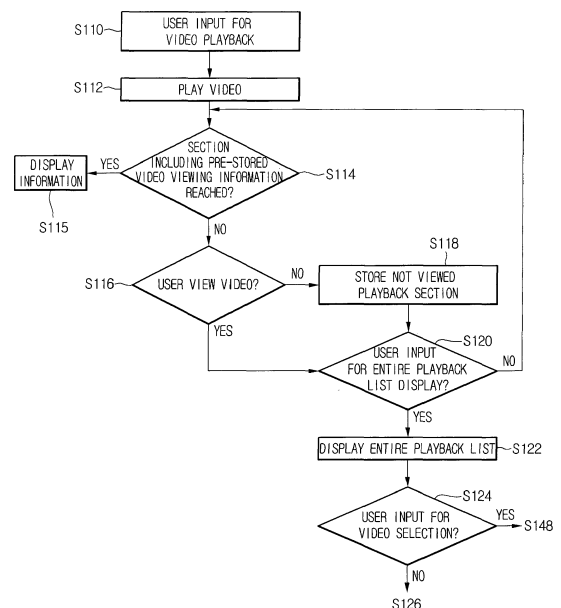 S110
USER INPUT FOR
VIDEO PLAYBACK
S112
PLAY VIDEO
SECTION
INCLUDING PRE-STORED
VIDEO VIEWING INFORMATION
REACHED?
S114
YES
DISPLAY
INFORMATION
S115
NO
S116
USER VIEW VIDEO?
NO
S118
STORE NOT VIEWED
PLAYBACK SECTION
YES
S120
USER INPUT
FOR ENTIRE PLAYBACK
LIST DISPLAY?
NO
YES
DISPLAY ENTIRE PLAYBACK LIST
S122
S124
USER INPUT FOR
VIDEO SELECTION?
YES
S148
NO
S126